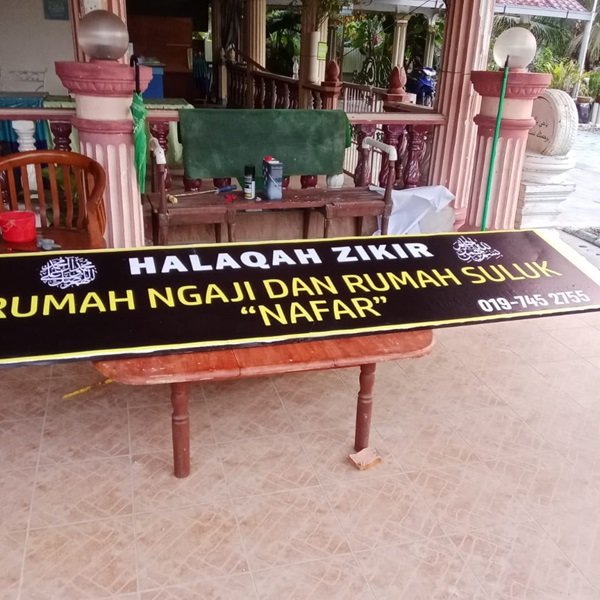 HALAQAH ZIKIR
RUMAH NGAJI DAN RUMAH SULUK
"NAFAR"
019-745 2755